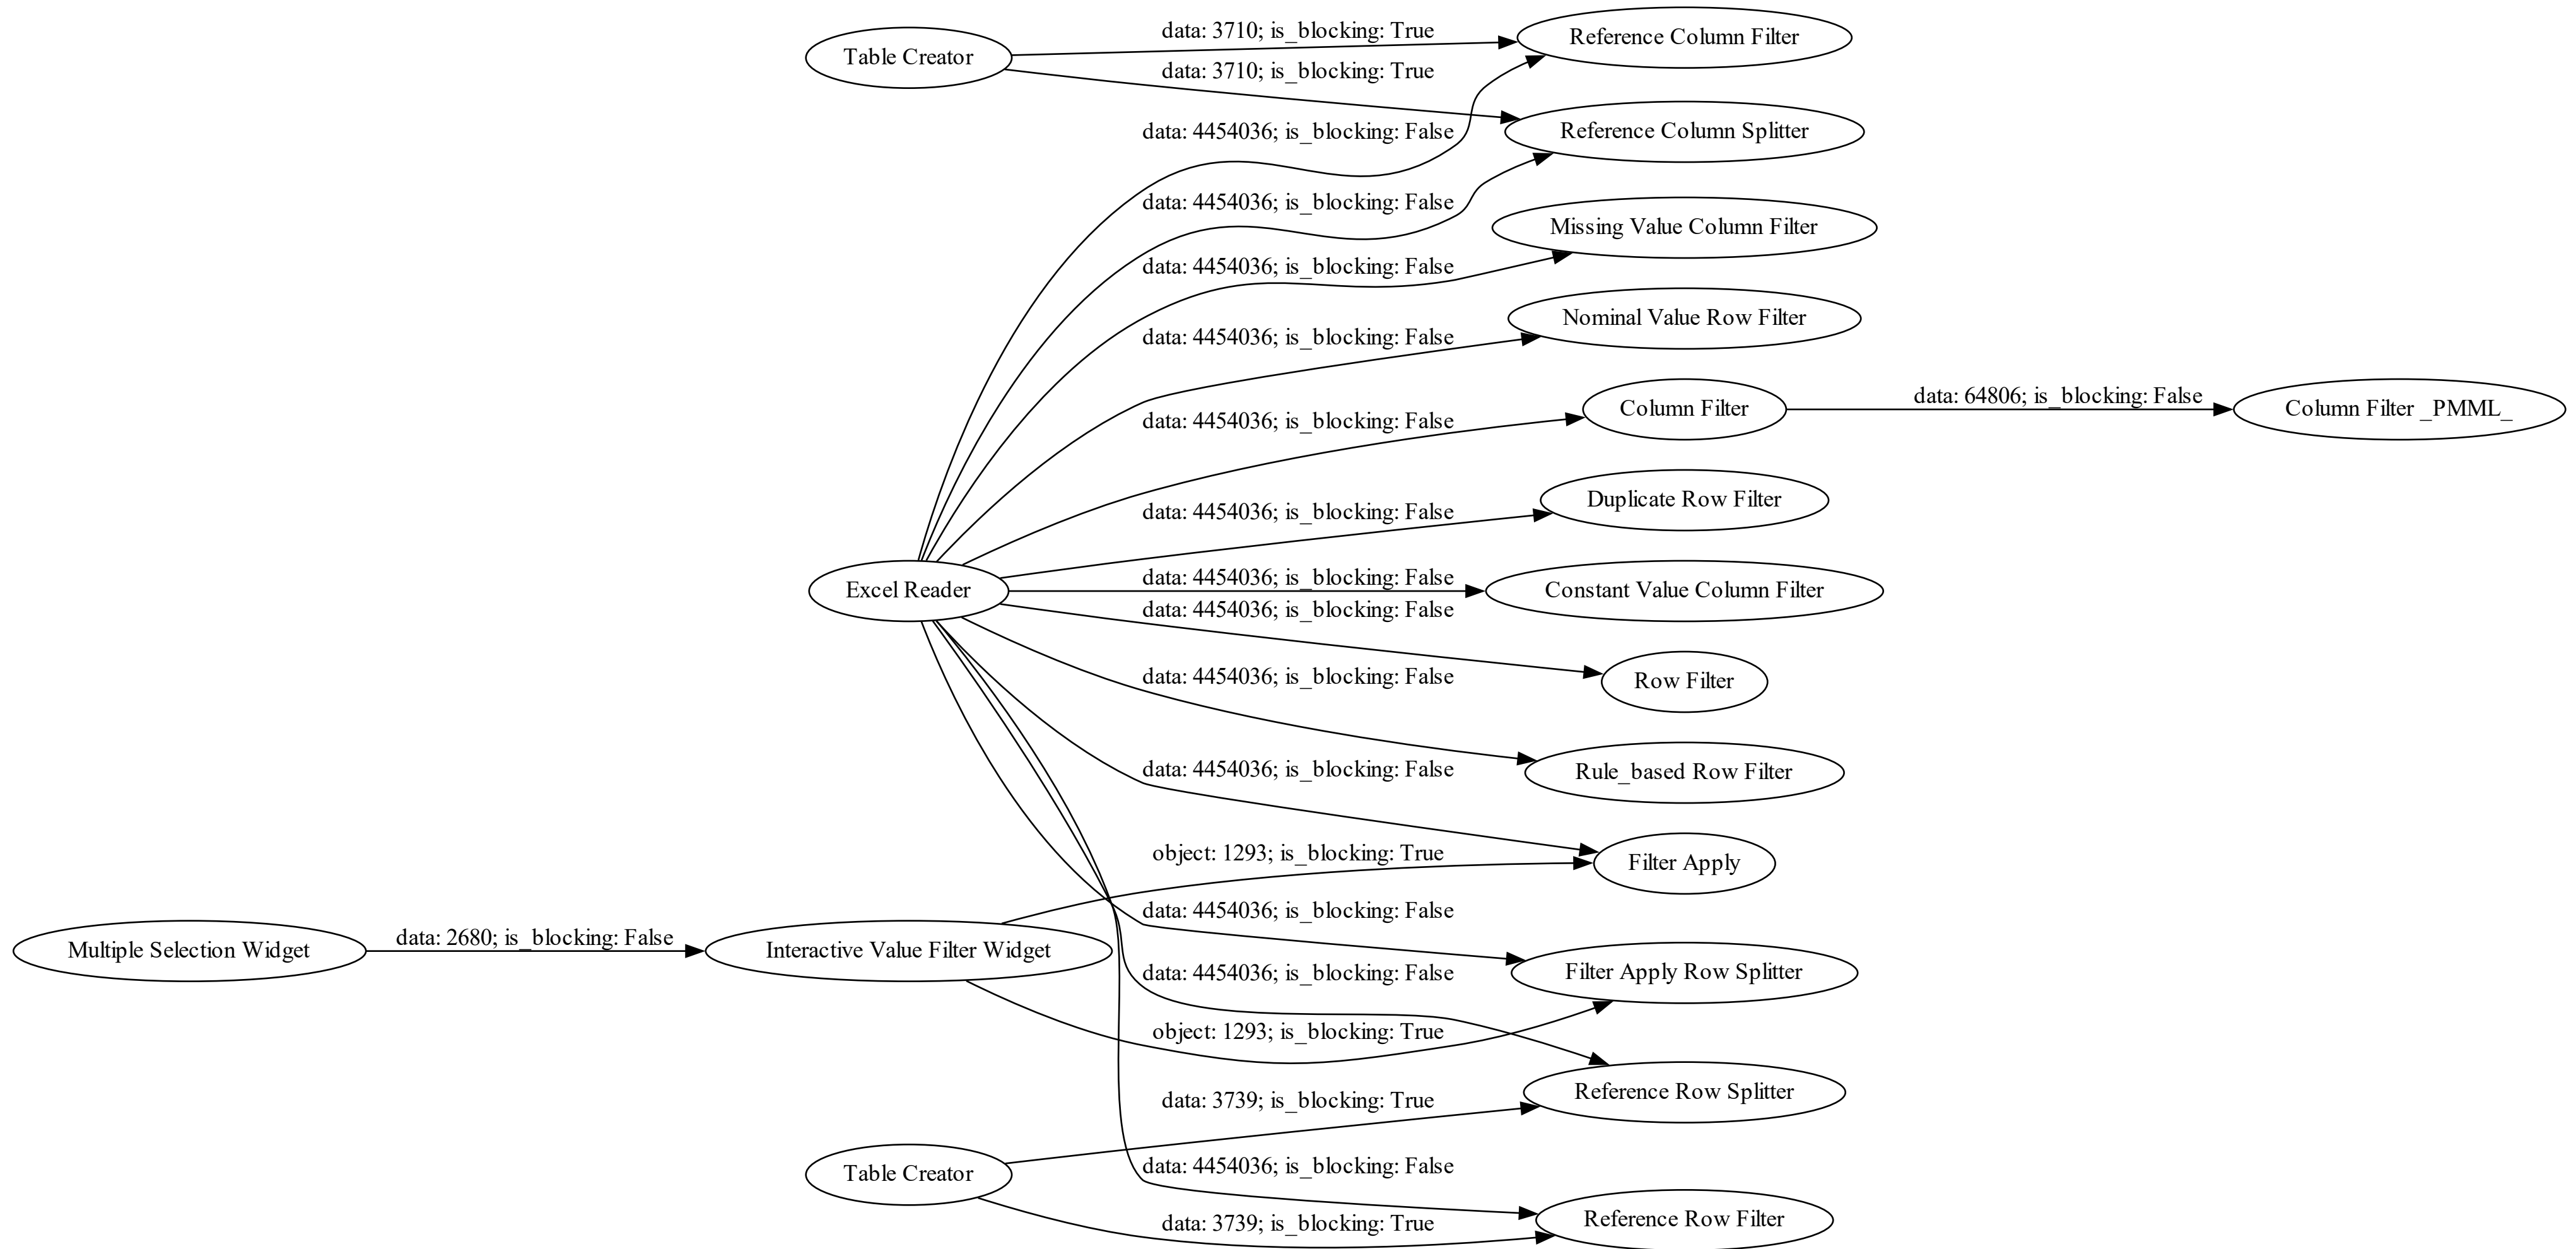 Table Creator
data: 3710; is_blocking: True
Reference Column Filter
data: 3710; is_blocking: True
data: 4454036; is_blocking: False
Reference Column Splitter
data: 4454036; is_blocking: False
Missing Value Column Filter
data: 4454036; is_blocking: False
Nominal Value Row Filter
data: 4454036; is_blocking: False
Column Filter
data: 64806; is_blocking: False
Column Filter _PMML_
data: 4454036; is_blocking: False
Duplicate Row Filter
data: 4454036; is_blocking: False
Excel Reader
data: 4454036; is_blocking: False
Constant Value Column Filter
data: 4454036; is_blocking: False
Row Filter
data: 4454036; is_blocking: False
Rule_based Row Filter
data: 4454036; is_blocking: False
object: 1293; is_blocking: True
Filter Apply
data: 4454036; is_blocking: False
Multiple Selection Widget
data: 2680; is_blocking: False
Interactive Value Filter Widget
data: 4454036; is_blocking: False
Filter Apply Row Splitter
object: 1293; is_blocking: True
data: 3739; is_blocking: True
Reference Row Splitter
Table Creator
data: 4454036; is_blocking: False
data: 3739; is_blocking: True
Reference Row Filter